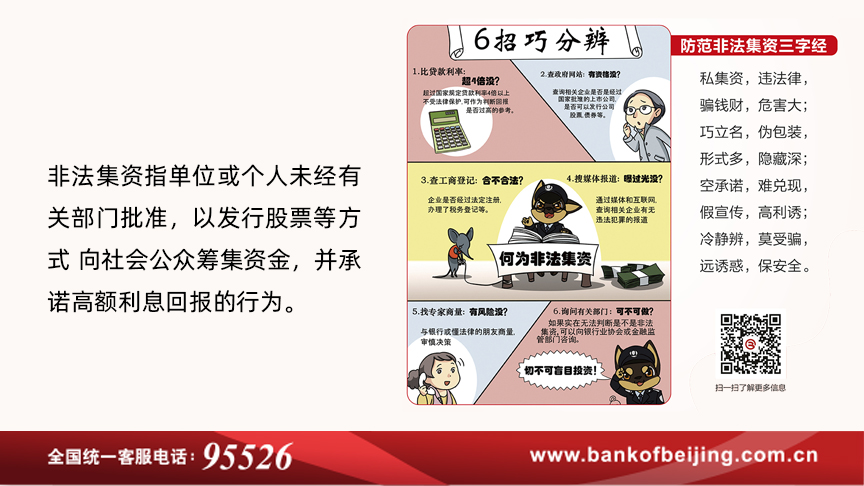 非法集资指单位或个人未经有
关部门批准，以发行股票等方
式 向社会公众筹集资金，并承
诺高额利息回报的行为。
6招巧分辨
1.比贷款利率：
超4倍没？
超过国家规定贷款利率4倍以上
不受法律保护,可作为判断回报
是否过高的参考。
2.查政府网站：有资格没？
查询相关企业是否是经过
国家批准的上市公司,
是否可以发行公司
股票,债券等。
3.查工商登记：合不合法？
企业是否经过法定注册,
办理了税务登记等。
4.搜媒体报道：曝过光没？
通过媒体和互联网,
查询相关企业有无
违法犯罪的报道
何为非法集资
5.找专家商量：有风险没？
与银行或懂法律的朋友商量,
审慎决策
6.询问有关部门：可不可做？
如果实在无法判断是不是非法
集资,可以向银行业协会或金融监
管部门咨询。
切不可盲目投资！
防范非法集资三字经
私集资，违法律，
骗钱财，危害大；
巧立名，伪包装，
形式多，隐藏深；
空承诺，难兑现，
假宣传，高利诱；
冷静辨，莫受骗，
远诱惑，保安全。
扫一扫了解更多信息
全国统一客服电话：95526
www.bankofbeijing.com.cn